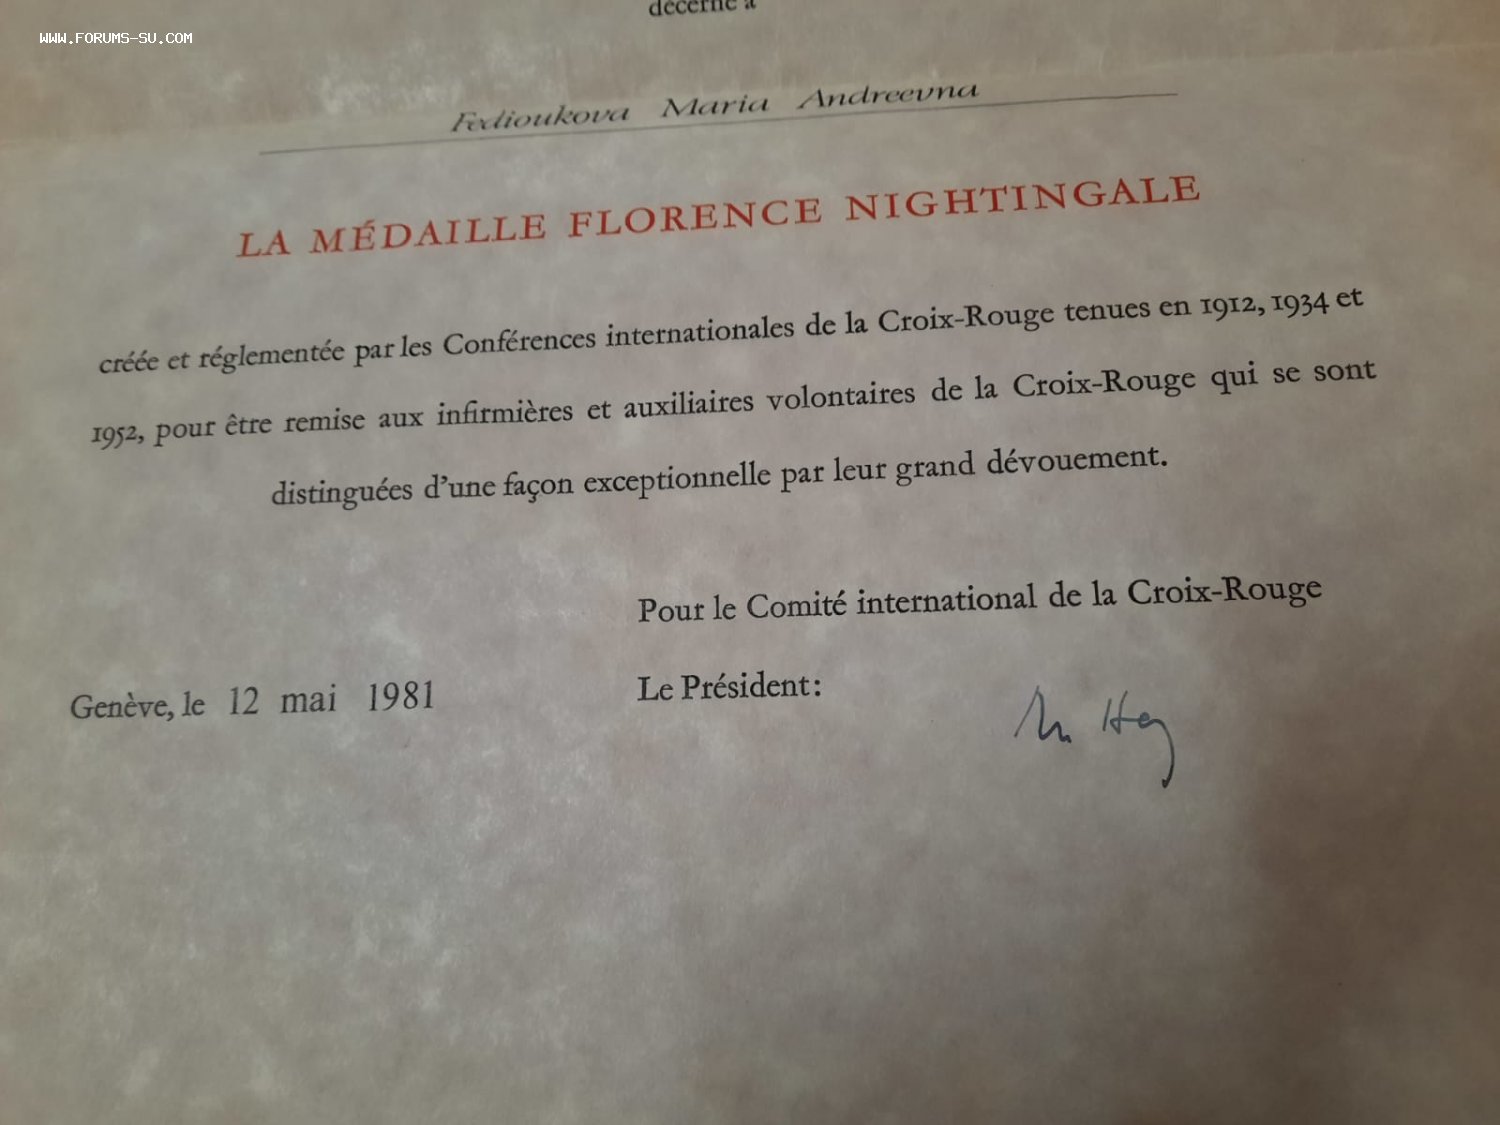 WWW.FORUMS-SU.COM
décerne à
Fedioukova Maria Andreevna
LA MÉDAILLE FLORENCE NIGHTINGALE
créée et réglementée par les Conférences internationales de la Croix-Rouge tenues en 1912, 1934 et
1952, pour être remise aux infirmières et auxiliaires volontaires de la Croix-Rouge qui se sont
distinguées d'une façon exceptionnelle par leur grand dévouement.
Pour le Comité international de la Croix-Rouge
Genève, le 12 mai 1981
Le Président: